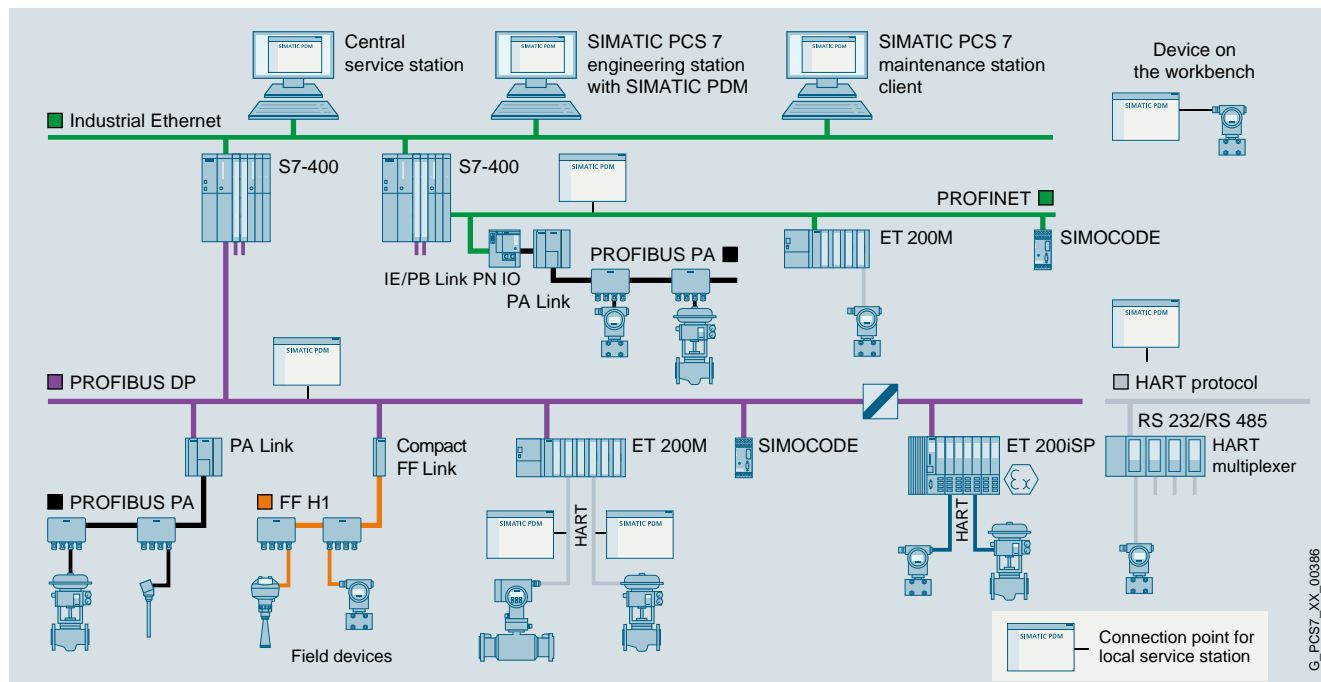 SIMATIC PDM
Central
service station
SIMATIC PDM
SIMATIC PCS 7
engineering station
with SIMATIC PDM
SIMATIC PDM
SIMATIC PCS 7
maintenance station
client
Device on
the workbench
SIMATIC PDM
Industrial Ethernet
S7-400
S7-400
SIMATIC PDM
PROFINET
IE/PB Link PN IO
PA Link
PROFIBUS PA
ET 200M
SIMOCODE
SIMATIC PDM
SIMATIC PDM
PROFIBUS DP
HART protocol
PA Link
Compact
FF Link
ET 200M
SIMOCODE
ET 200iSP
Ex
RS 232/RS 485
HART
multiplexer
PROFIBUS PA
FF H1
SIMATIC PDM
HART
SIMATIC PDM
HART
Field devices
SIMATIC PDM
Connection point for
local service station
G_PCS7_XX_00386